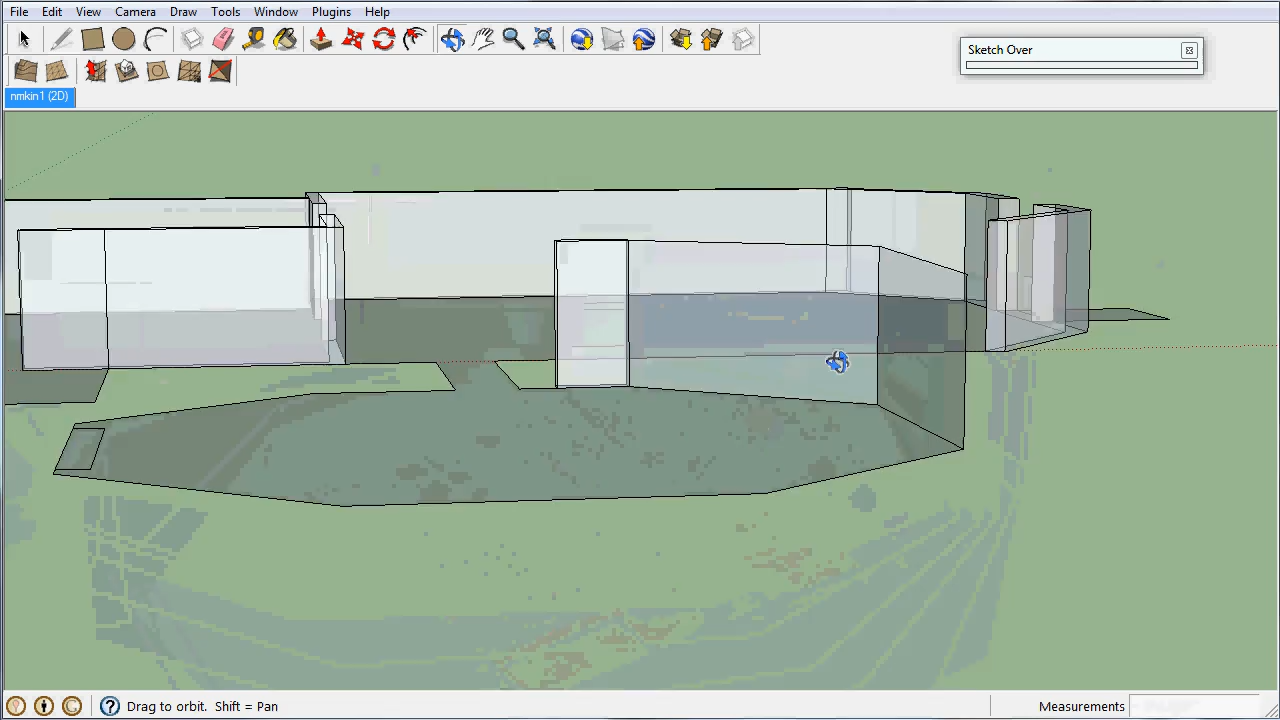 File Edit View Camera Draw Tools Window Plugins Help
Sketch Over
nmkin1 (2D)
Drag to orbit. Shift = Pan
Measurements